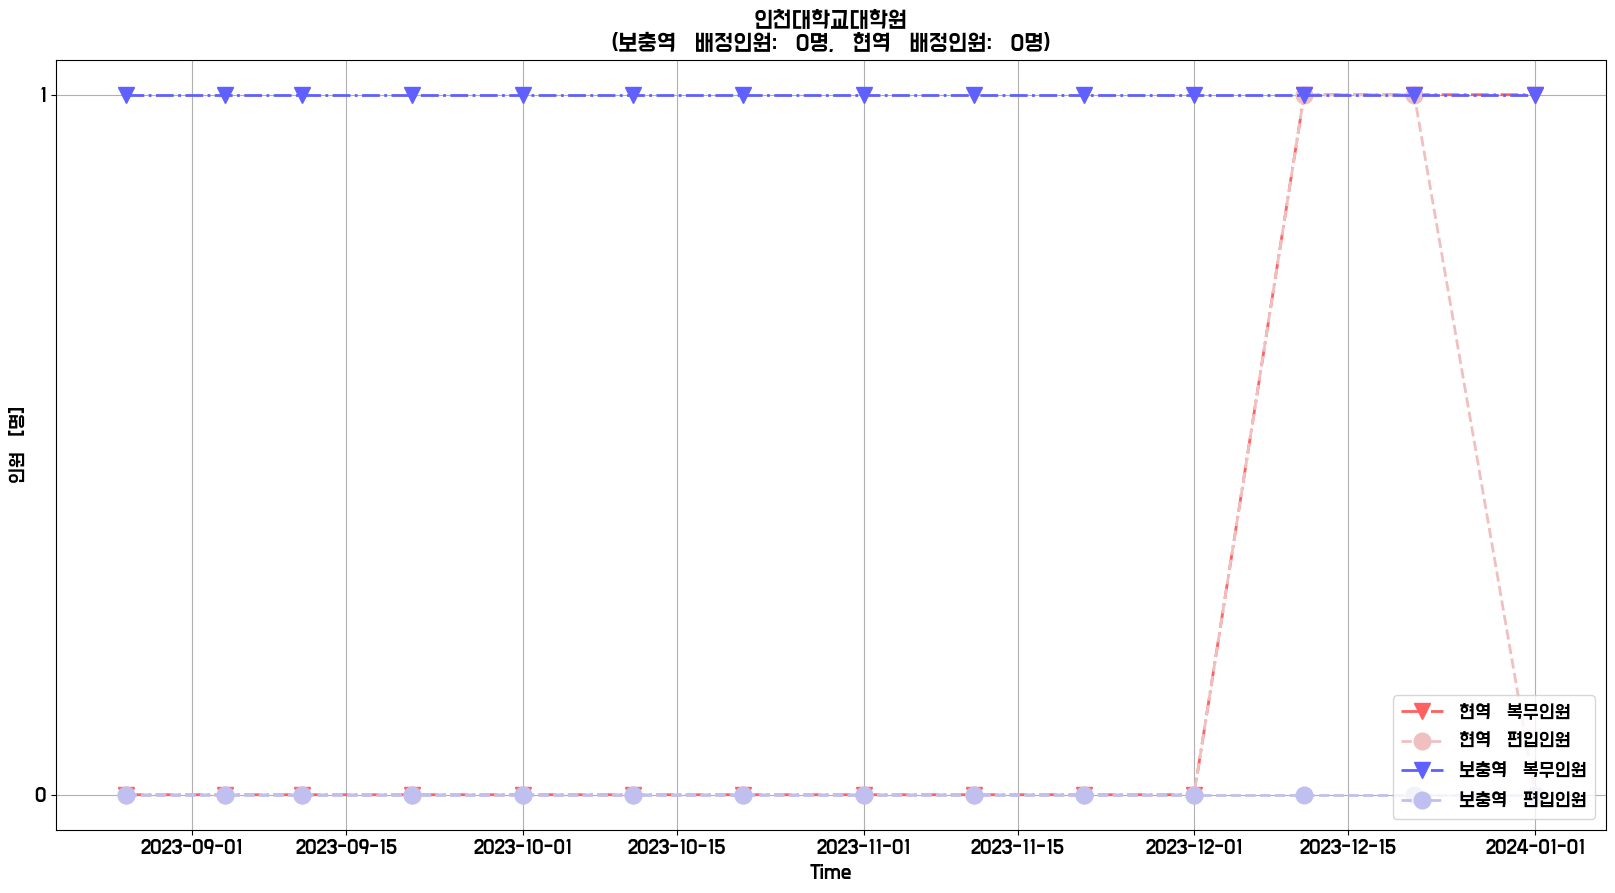 인천대학교대학원
(보충역 배정인원: 0명, 현역 배정인원: 0명)
1
인원 [명]
0
현역 복무인원
현역 편입인원
보충역 복무인원
보충역 편입인원
2023-09-01 2023-09-15 2023-10-01 2023-10-15 2023-11-01 2023-11-15 2023-12-01 2023-12-15 2024-01-01
Time